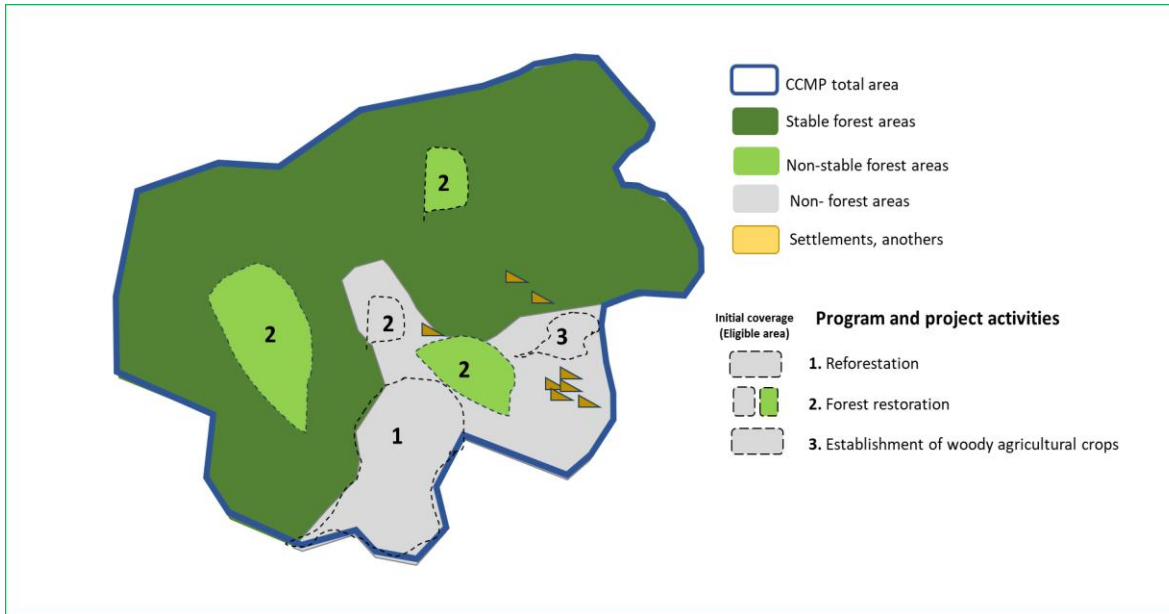 CCMP total area
Stable forest areas
Non-stable forest areas
Non- forest areas
Settlements, anothers
Initial coverage
(Eligible area)
Program and project activities
1. Reforestation
2. Forest restoration
3. Establishment of woody agricultural crops
2
2
2
3
2
1